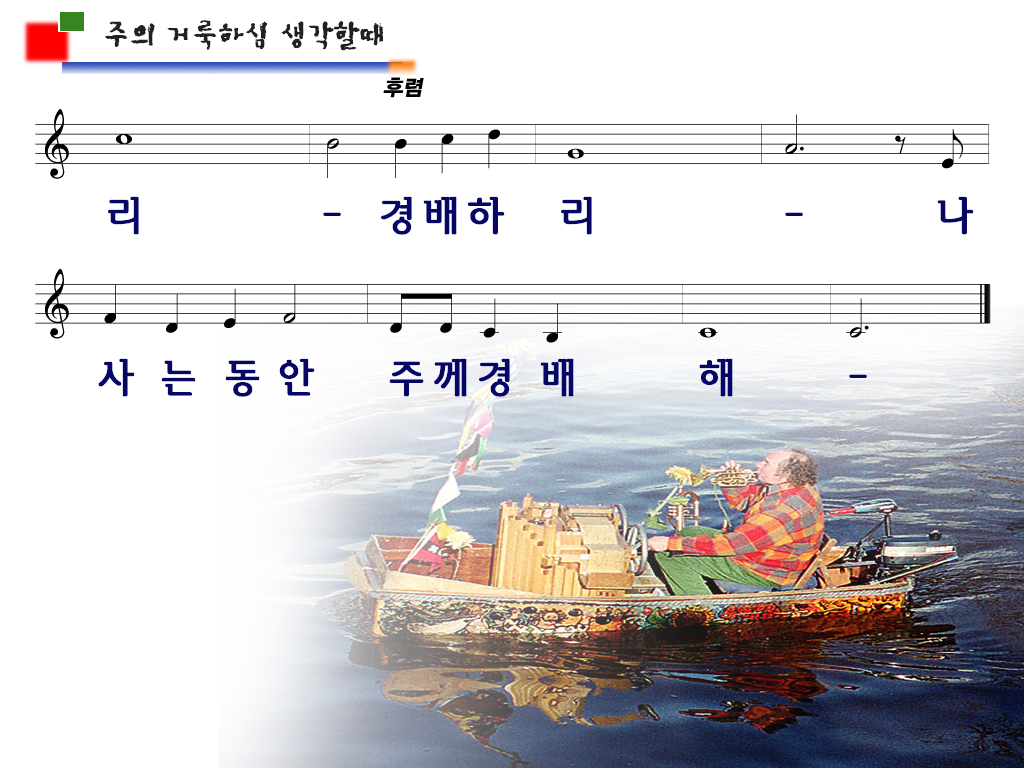 주의 거룩하심 생각할때
후렴
리 - 경배하 리 - 나
사 는 동 안 주께경 배 해 -